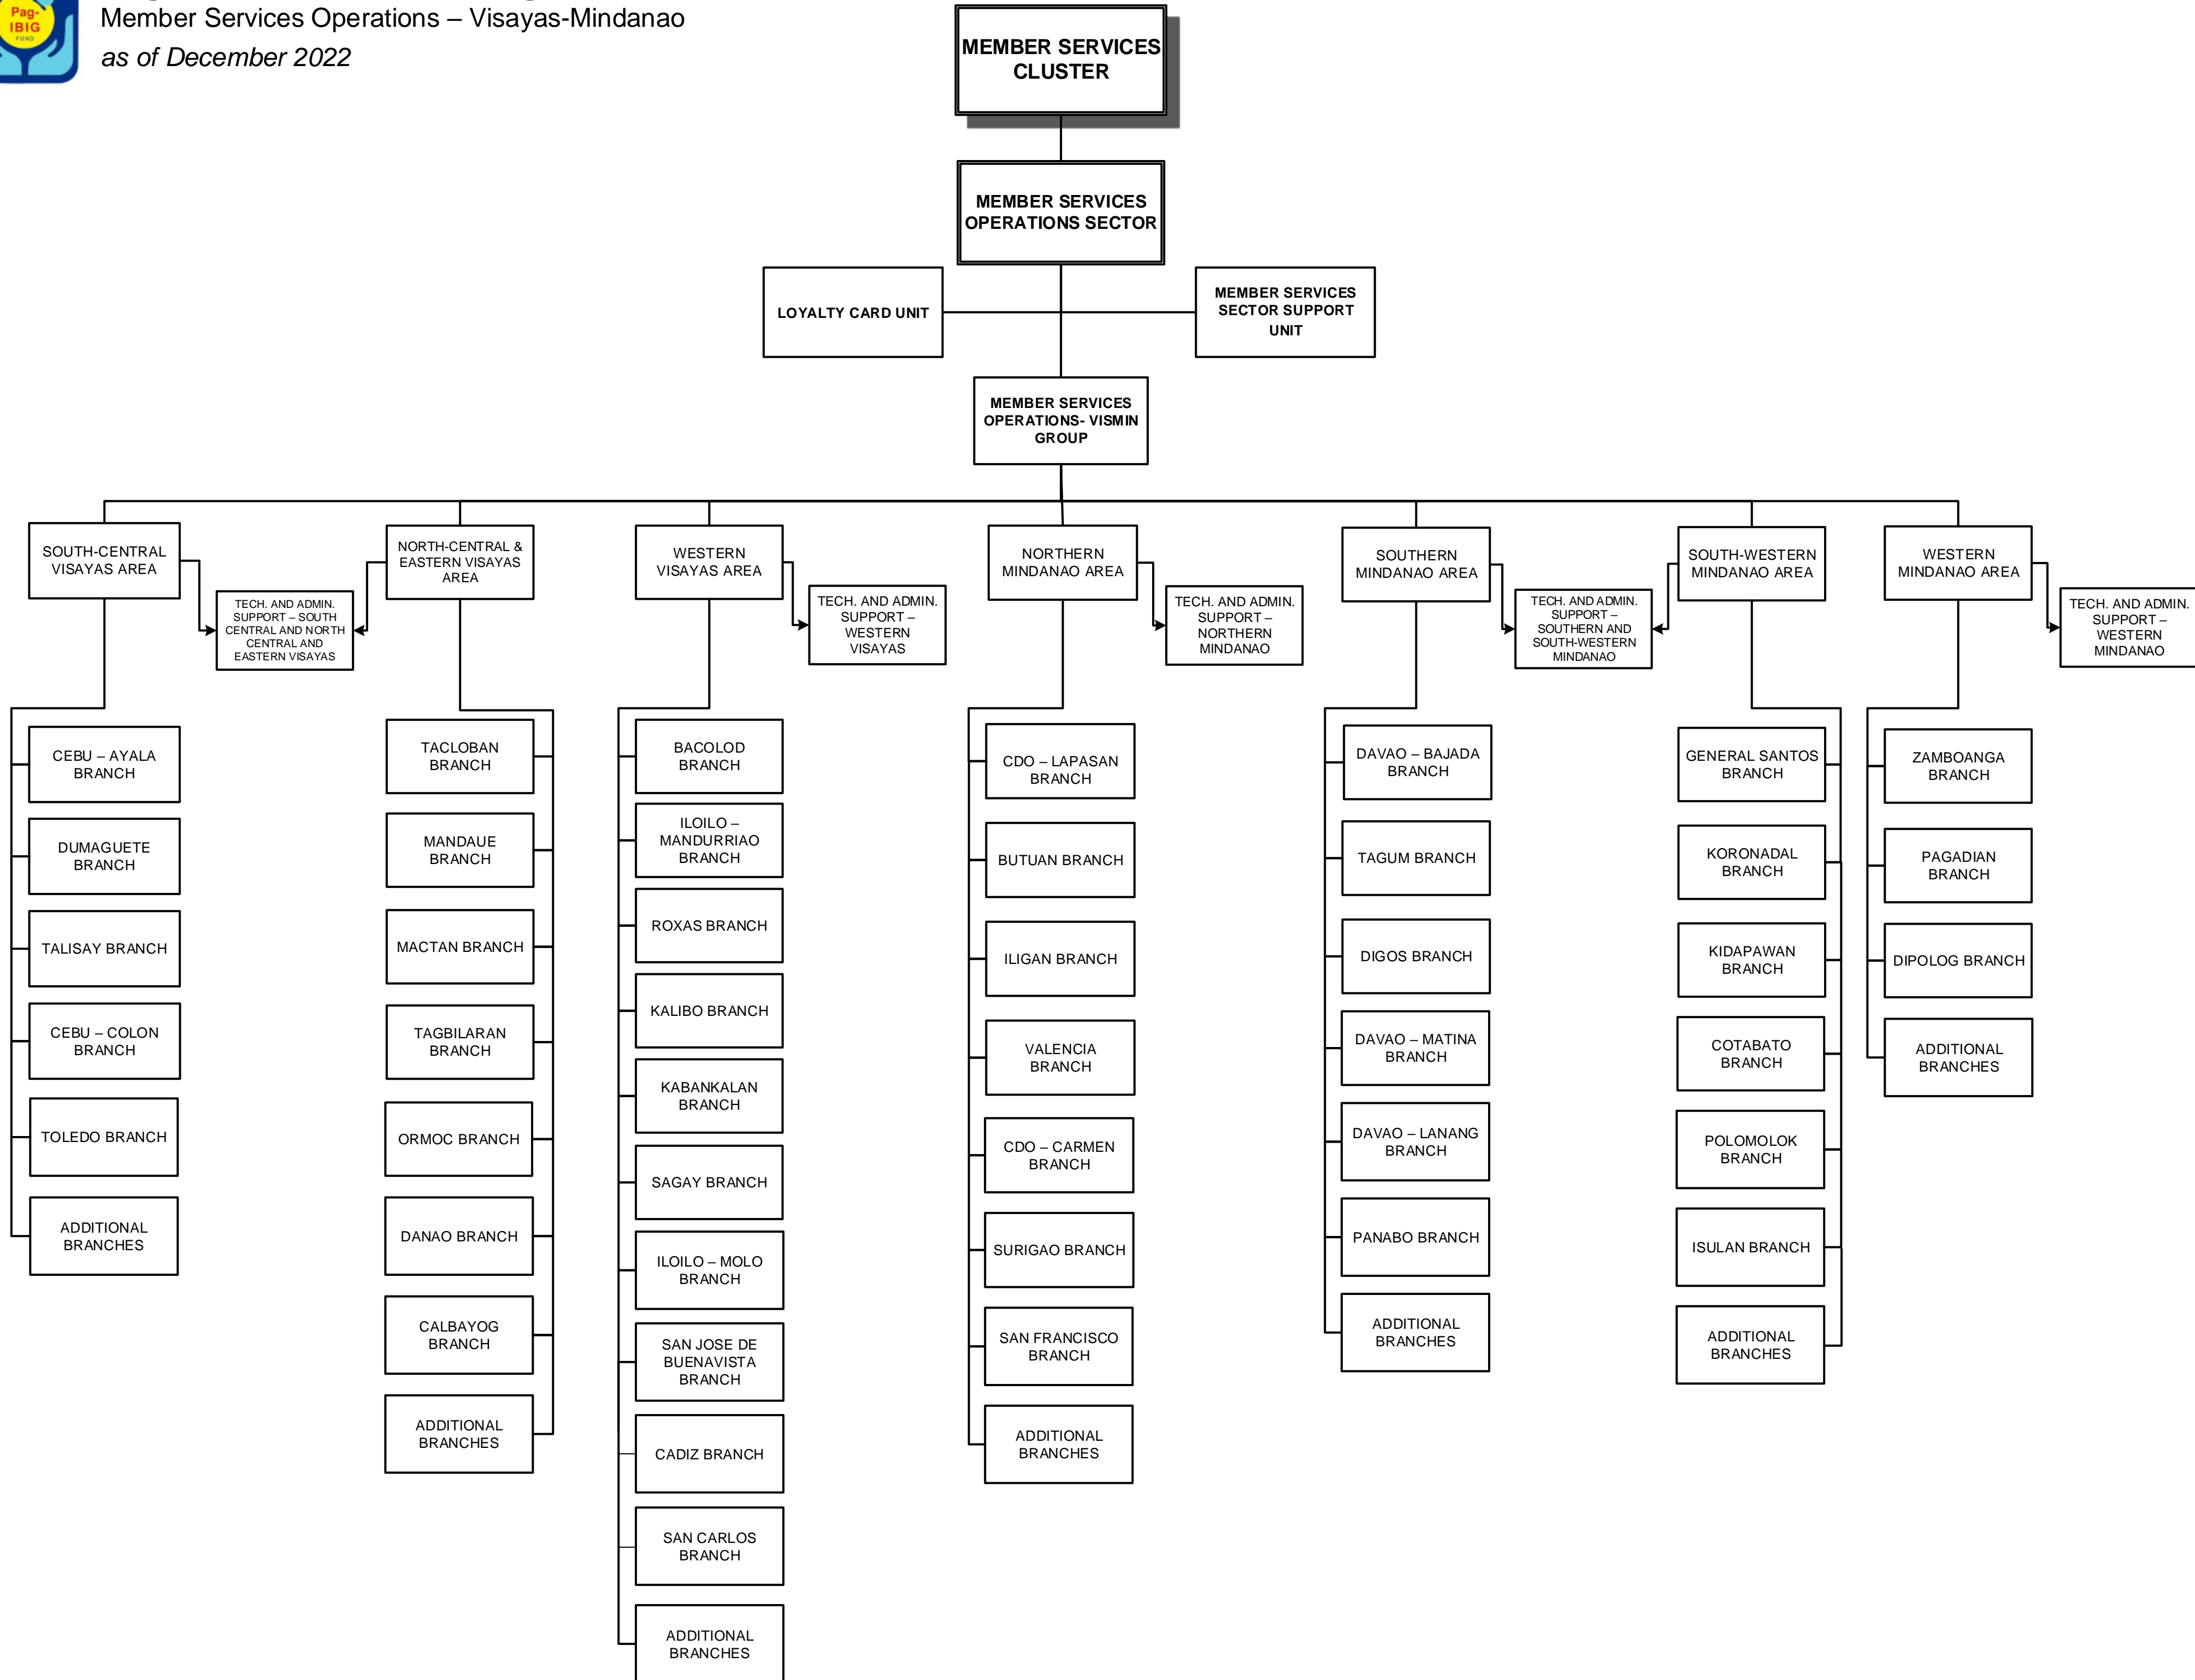 Pag-
IBIG
FUND
Member Services Operations – Visayas-Mindanao
as of December 2022
MEMBER SERVICES
CLUSTER
MEMBER SERVICES
OPERATIONS SECTOR
LOYALTY CARD UNIT
MEMBER SERVICES
SECTOR SUPPORT
UNIT
MEMBER SERVICES
OPERATIONS- VISMIN
GROUP
SOUTH-CENTRAL
VISAYAS AREA
TECH. AND ADMIN.
SUPPORT – SOUTH
CENTRAL AND NORTH
CENTRAL AND
EASTERN VISAYAS
NORTH-CENTRAL &
EASTERN VISAYAS
AREA
WESTERN
VISAYAS AREA
TECH. AND ADMIN.
SUPPORT –
WESTERN
VISAYAS
NORTHERN
MINDANAO AREA
TECH. AND ADMIN.
SUPPORT –
NORTHERN
MINDANAO
SOUTHERN
MINDANAO AREA
TECH. AND ADMIN.
SUPPORT –
SOUTHERN AND
SOUTH-WESTERN
MINDANAO
SOUTH-WESTERN
MINDANAO AREA
WESTERN
MINDANAO AREA
TECH. AND ADMIN.
SUPPORT –
WESTERN
MINDANAO
CEBU – AYALA
BRANCH
DUMAGUETE
BRANCH
TALISAY BRANCH
CEBU – COLON
BRANCH
TOLEDO BRANCH
ADDITIONAL
BRANCHES
TACLOBAN
BRANCH
MANDAUE
BRANCH
MACTAN BRANCH
TAGBILARAN
BRANCH
ORMOC BRANCH
DANAO BRANCH
CALBAYOG
BRANCH
ADDITIONAL
BRANCHES
BACOLOD
BRANCH
ILOILO –
MANDURRIAO
BRANCH
ROXAS BRANCH
KALIBO BRANCH
KABANKALAN
BRANCH
SAGAY BRANCH
ILOILO – MOLO
BRANCH
SAN JOSE DE
BUENAVISTA
BRANCH
CADIZ BRANCH
SAN CARLOS
BRANCH
ADDITIONAL
BRANCHES
CDO – LAPASAN
BRANCH
BUTUAN BRANCH
ILIGAN BRANCH
VALENCIA
BRANCH
CDO – CARMEN
BRANCH
SURIGAO BRANCH
SAN FRANCISCO
BRANCH
ADDITIONAL
BRANCHES
DAVAO – BAJADA
BRANCH
TAGUM BRANCH
DIGOS BRANCH
DAVAO – MATINA
BRANCH
DAVAO – LANANG
BRANCH
PANABO BRANCH
ADDITIONAL
BRANCHES
GENERAL SANTOS
BRANCH
KORONADAL
BRANCH
KIDAPAWAN
BRANCH
COTABATO
BRANCH
POLOMOLOK
BRANCH
ISULAN BRANCH
ADDITIONAL
BRANCHES
ZAMBOANGA
BRANCH
PAGADIAN
BRANCH
DIPOLOG BRANCH
ADDITIONAL
BRANCHES